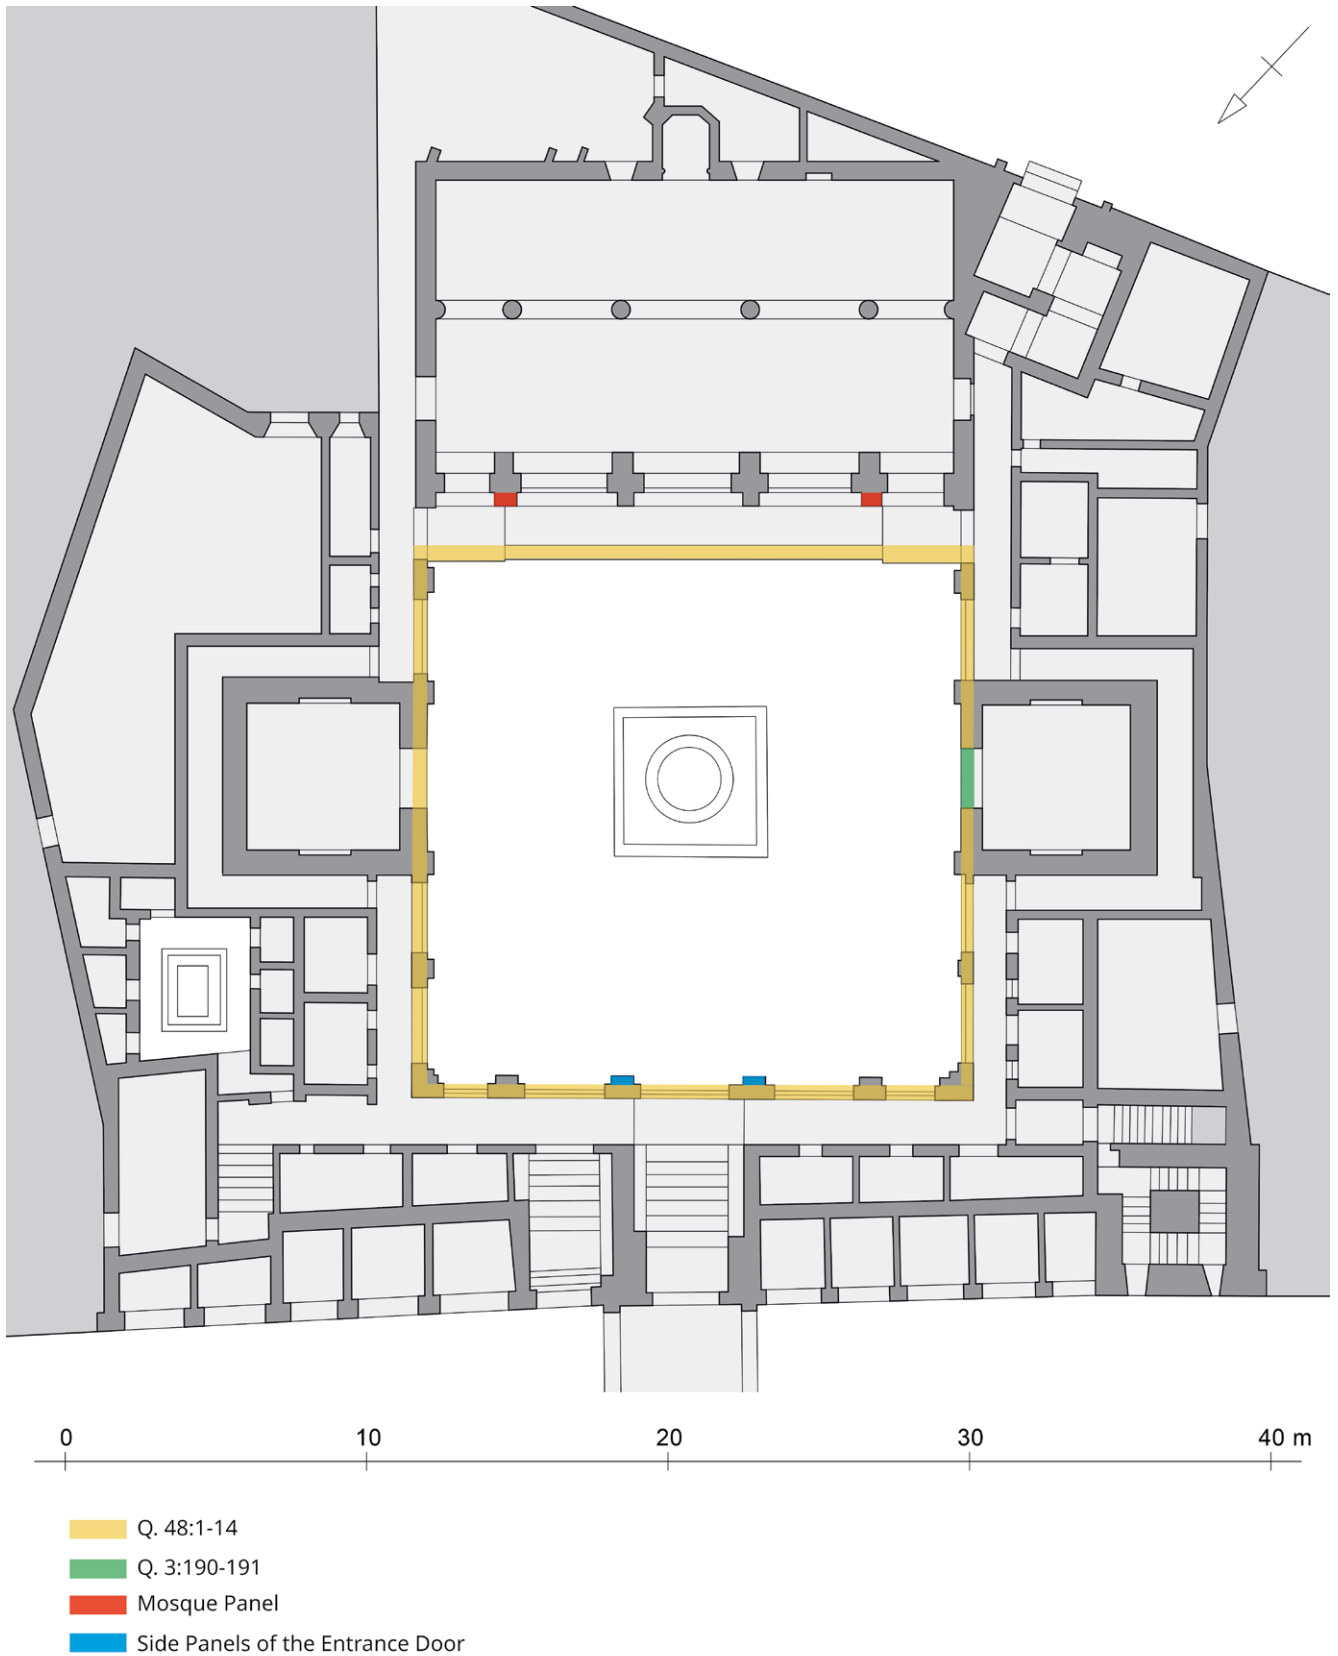 0 10 20 30 40 m
Q. 48:1-14
Q. 3:190-191
Mosque Panel
Side Panels of the Entrance Door